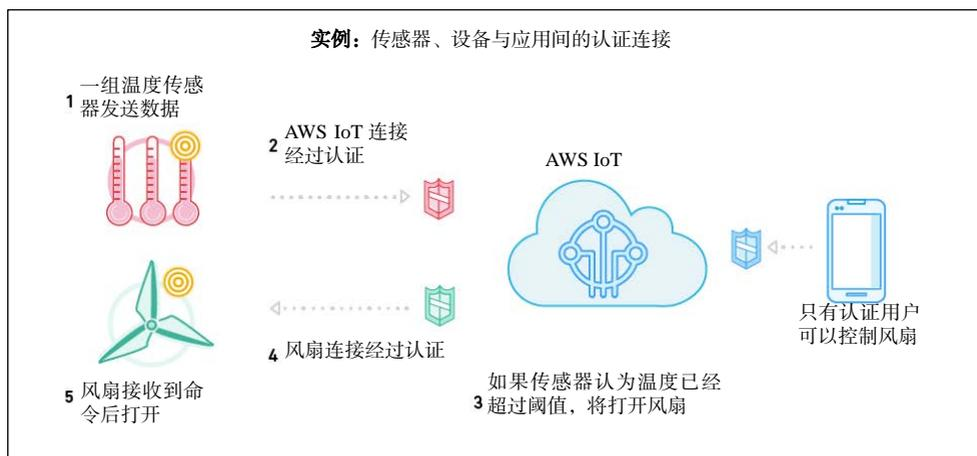 实例：传感器、设备与应用间的认证连接
1 一组温度传感
器发送数据
2 AWS IoT 连接
经过认证
AWS IoT
只有认证用户
可以控制风扇
4 风扇连接经过认证
3 如果传感器认为温度已经
超过阈值，将打开风扇
5 风扇接收到命
令后打开